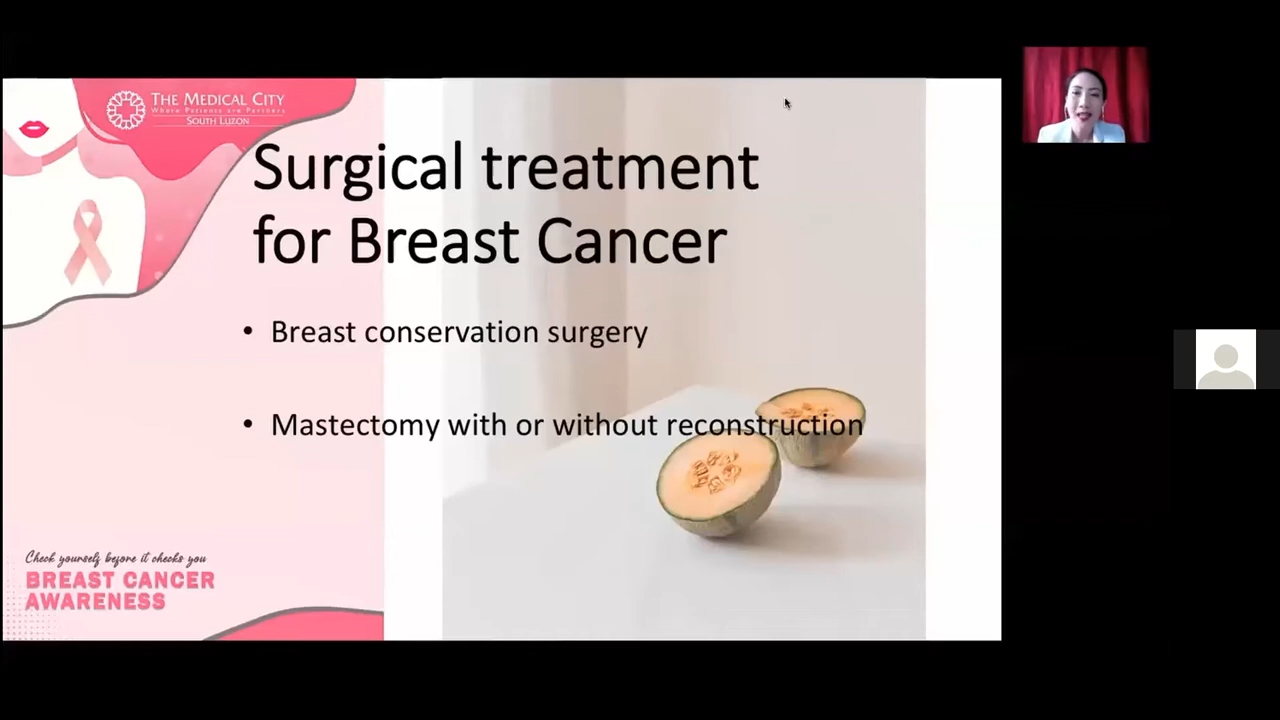 THE MEDICAL CITY
Where Patients are Partners
SOUTH LUZON
Surgical treatment
for Breast Cancer
• Breast conservation surgery
• Mastectomy with or without reconstruction
Check yourself before it checks you
BREAST CANCER
AWARENESS